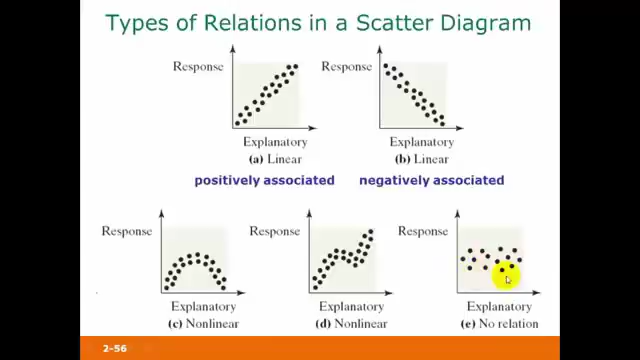 Types of Relations in a Scatter Diagram
Response
Explanatory
(a) Linear
Response
Explanatory
(b) Linear
positively associated
negatively associated
Response
Explanatory
(c) Nonlinear
Response
Explanatory
(d) Nonlinear
Response
Explanatory
(e) No relation
2-56